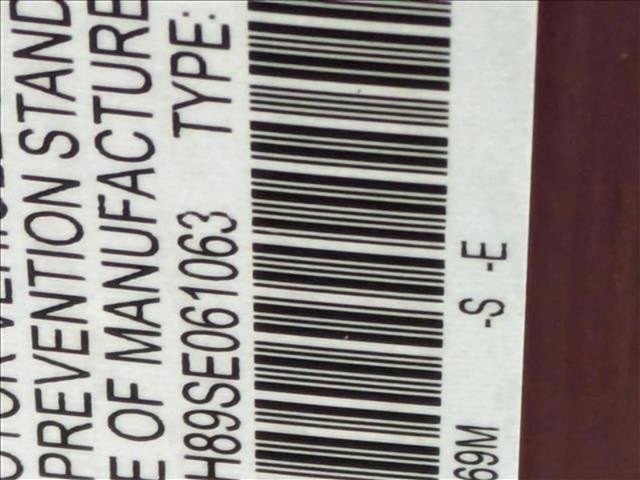 PREVENTION STAND
E OF MANUFACTURE
H89SE061063 TYPE:
-S -E
69M